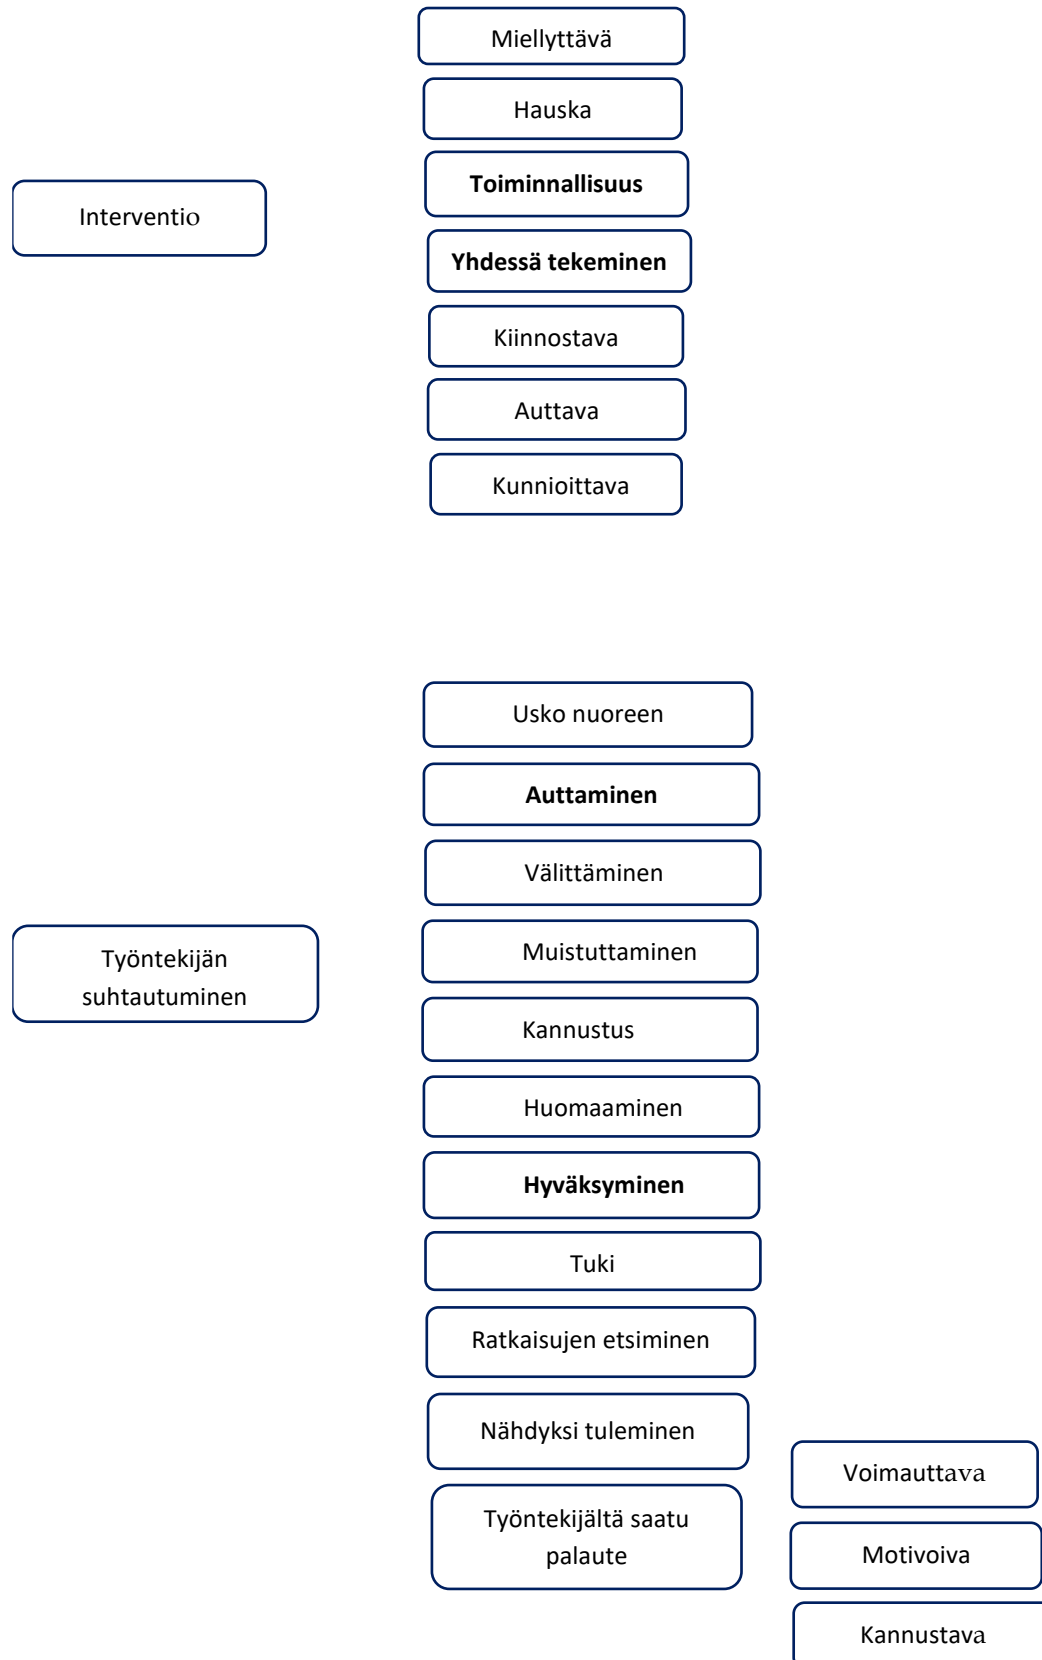 Miellyttävä
Hauska
Toiminnallisuus
Interventio
Yhdessä tekeminen
Kiinnostava
Auttava
Kunnioittava
Usko nuoreen
Auttaminen
Välittäminen
Muistuttaminen
Työntekijän
suhtautuminen
Kannustus
Huomaaminen
Hyväksyminen
Tuki
Ratkaisujen etsiminen
Nähdyksi tuleminen
Voimauttava
Työntekijältä saatu
palaute
Motivoiva
Kannustava